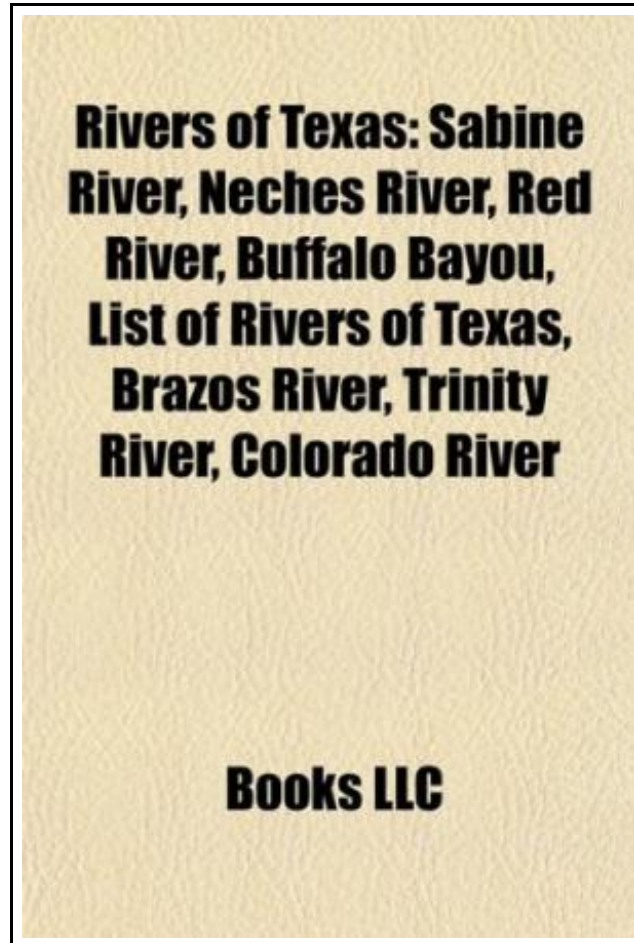 Rivers of Texas: Sabine
River, Neches River, Red
River, Buffalo Bayou,
List of Rivers of Texas,
Brazos River, Trinity
River, Colorado River
Books LLC